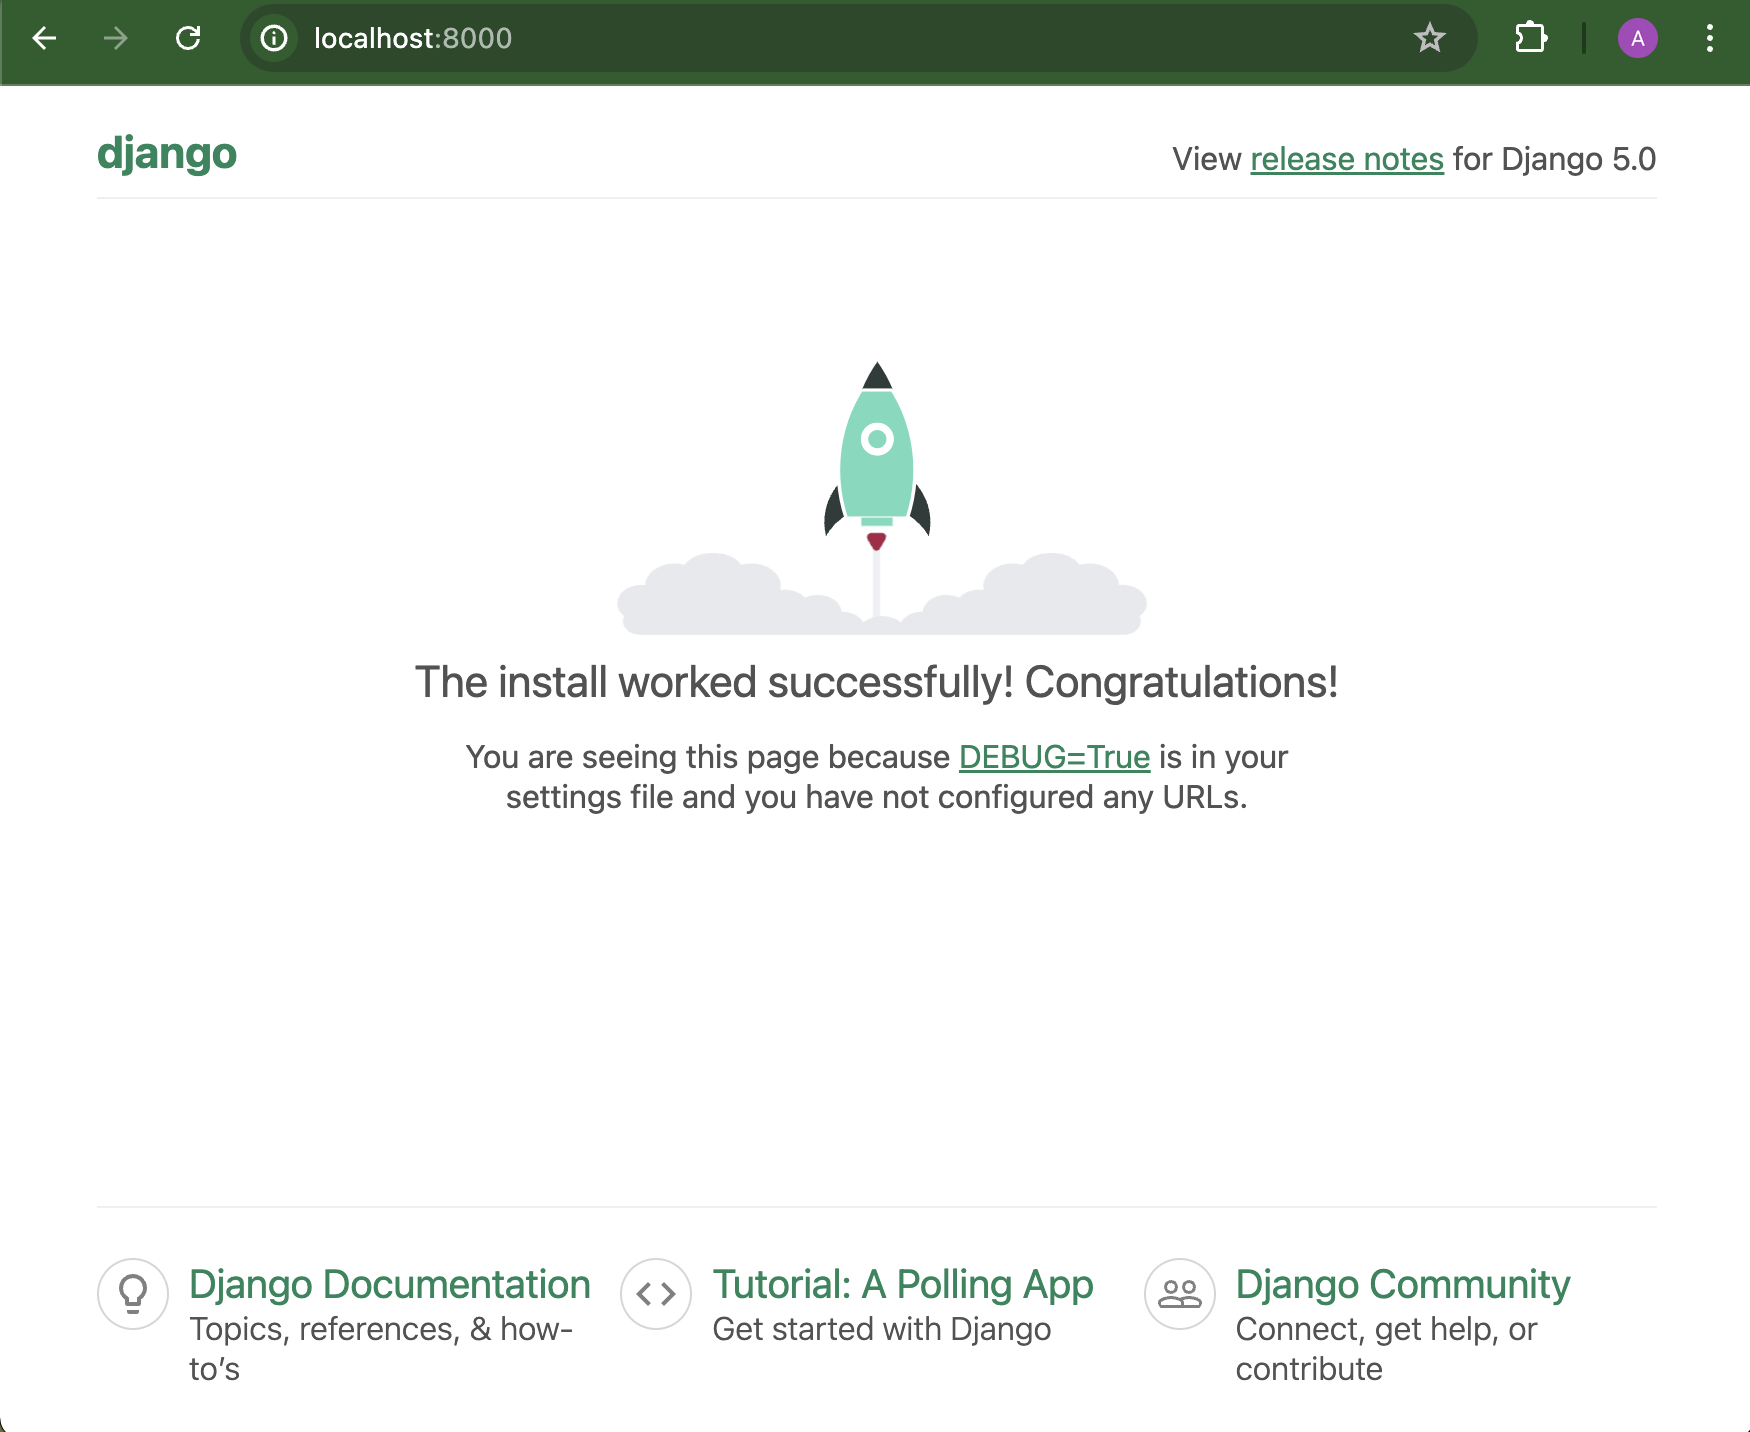 localhost:8000
A
django
View release notes for Django 5.0
The install worked successfully! Congratulations!
You are seeing this page because DEBUG=True is in your
settings file and you have not configured any URLs.
Django Documentation
Topics, references, & how-
to’s
Tutorial: A Polling App
Get started with Django
Django Community
Connect, get help, or
contribute